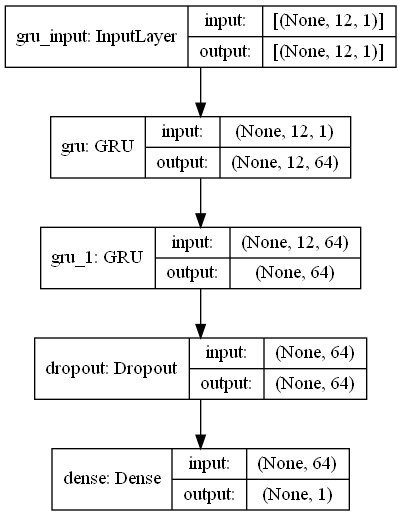 gru_input: InputLayer
input: [(None, 12, 1)]
output: [(None, 12, 1)]
gru: GRU
input: (None, 12, 1)
output: (None, 12, 64)
gru_1: GRU
input: (None, 12, 64)
output: (None, 64)
dropout: Dropout
input: (None, 64)
output: (None, 64)
dense: Dense
input: (None, 64)
output: (None, 1)